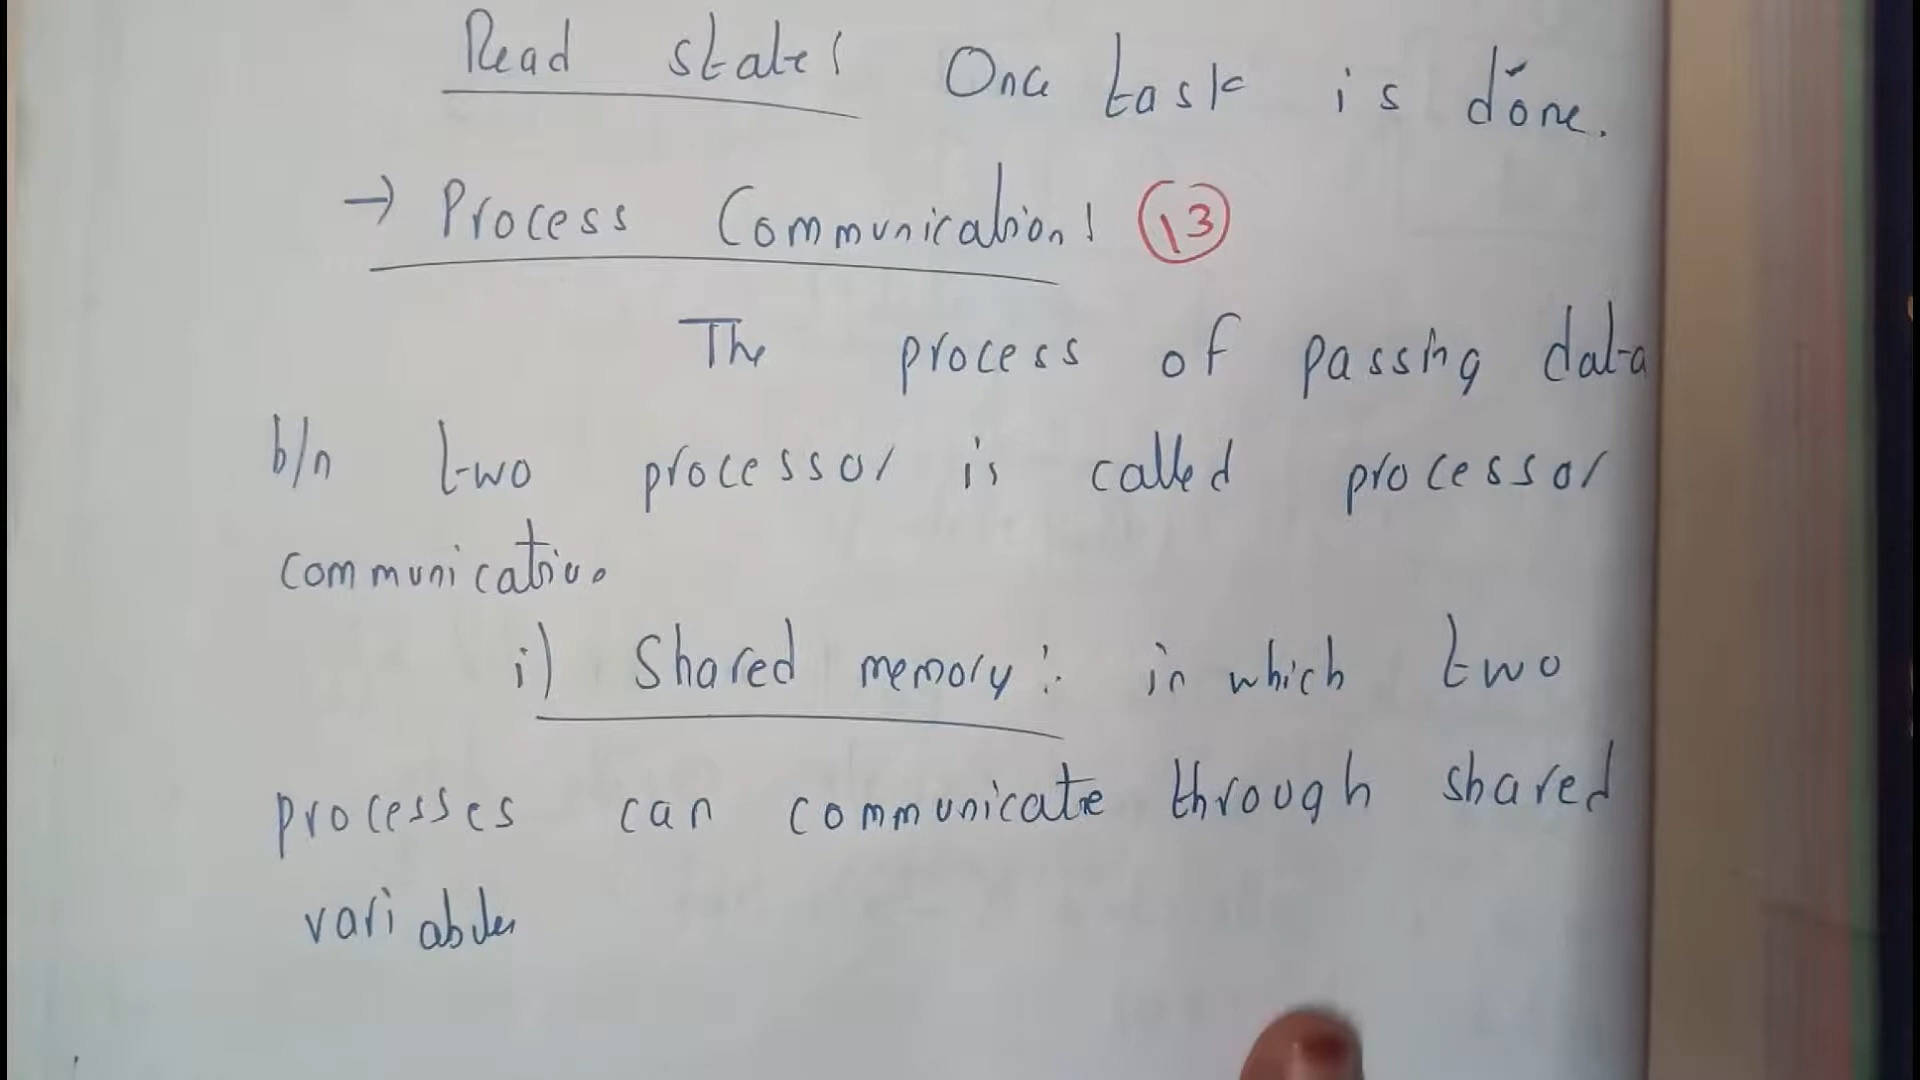 Read state: Once task is done.
→ Process Communication: 13
The process of passing data
b/n two processor is called processor
communication.
i) Shared memory: in which two
processes can communicate through shared
variables